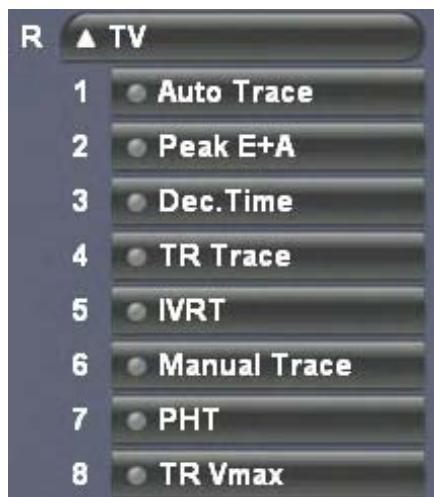 R ▲ TV
1 Auto Trace
2 Peak E+A
3 Dec.Time
4 TR Trace
5 IVRT
6 Manual Trace
7 PHT
8 TR Vmax